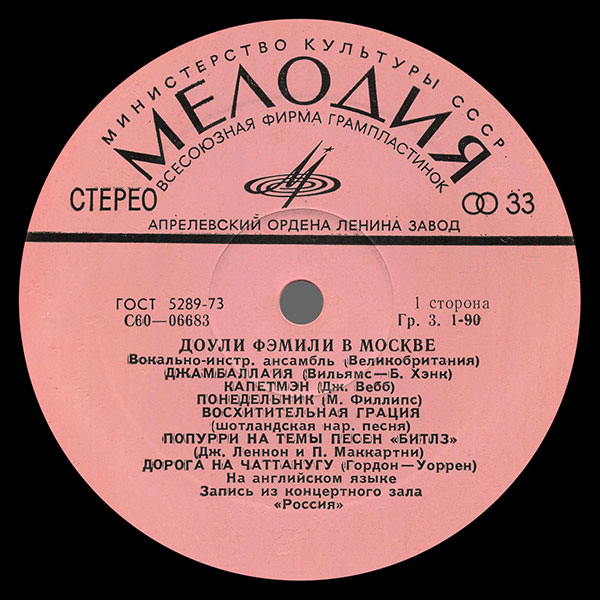 МИНИСТЕРСТВО КУЛЬТУРЫ СССР
МЕЛОДИЯ
ВСЕСОЮЗНАЯ ФИРМА ГРАМПЛАСТИНОК
СТЕРЕО 33
АПРЕЛЕВСКИЙ ОРДЕНА ЛЕНИНА ЗАВОД
ГОСТ 5289-73 1 сторона
С60—06683 Гр. 3. 1-90
ДОУЛИ ФЭМИЛИ В МОСКВЕ
(Вокально-инстр. ансамбль (Великобритания)
ДЖАМБАЛЛАЙЯ (Вильямс—Б. Хэнк)
КАПЕТМЭН (Дж. Вебб)
ПОНЕДЕЛЬНИК (М. Филлипс)
ВОСХИТИТЕЛЬНАЯ ГРАЦИЯ
(шотландская нар. песня)
ПОПУРРИ НА ТЕМЫ ПЕСЕН «БИТЛЗ»
(Дж. Леннон и П. Маккартни)
ДОРОГА НА ЧАТТАНУГУ (Гордон—Уоррен)
На английском языке
Запись из концертного зала
«Россия»